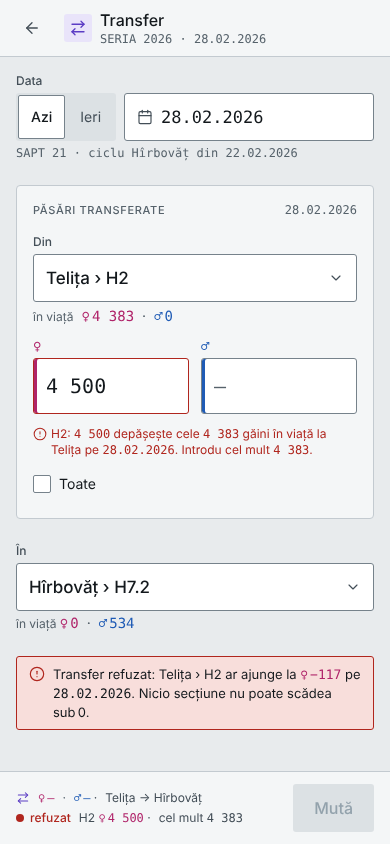 Transfer
SERIA 2026 · 28.02.2026
Data
Azi Ieri 28.02.2026
SAPT 21 · ciclu Hîrbovăț din 22.02.2026
PĂSĂRI TRANSFERATE 28.02.2026
Din
Telița › H2
în viață ♀4 383 · ♂0
♀ ♂
4 500 —
H2: 4 500 depășește cele 4 383 găini în viață la
Telița pe 28.02.2026. Introdu cel mult 4 383.
Toate
În
Hîrbovăț › H7.2
în viață ♀0 · ♂534
Transfer refuzat: Telița › H2 ar ajunge la ♀−117 pe
28.02.2026. Nicio secțiune nu poate scădea
sub 0.
♀— · ♂— · Telița → Hîrbovăț
refuzat H2 ♀4 500 · cel mult 4 383
Mută